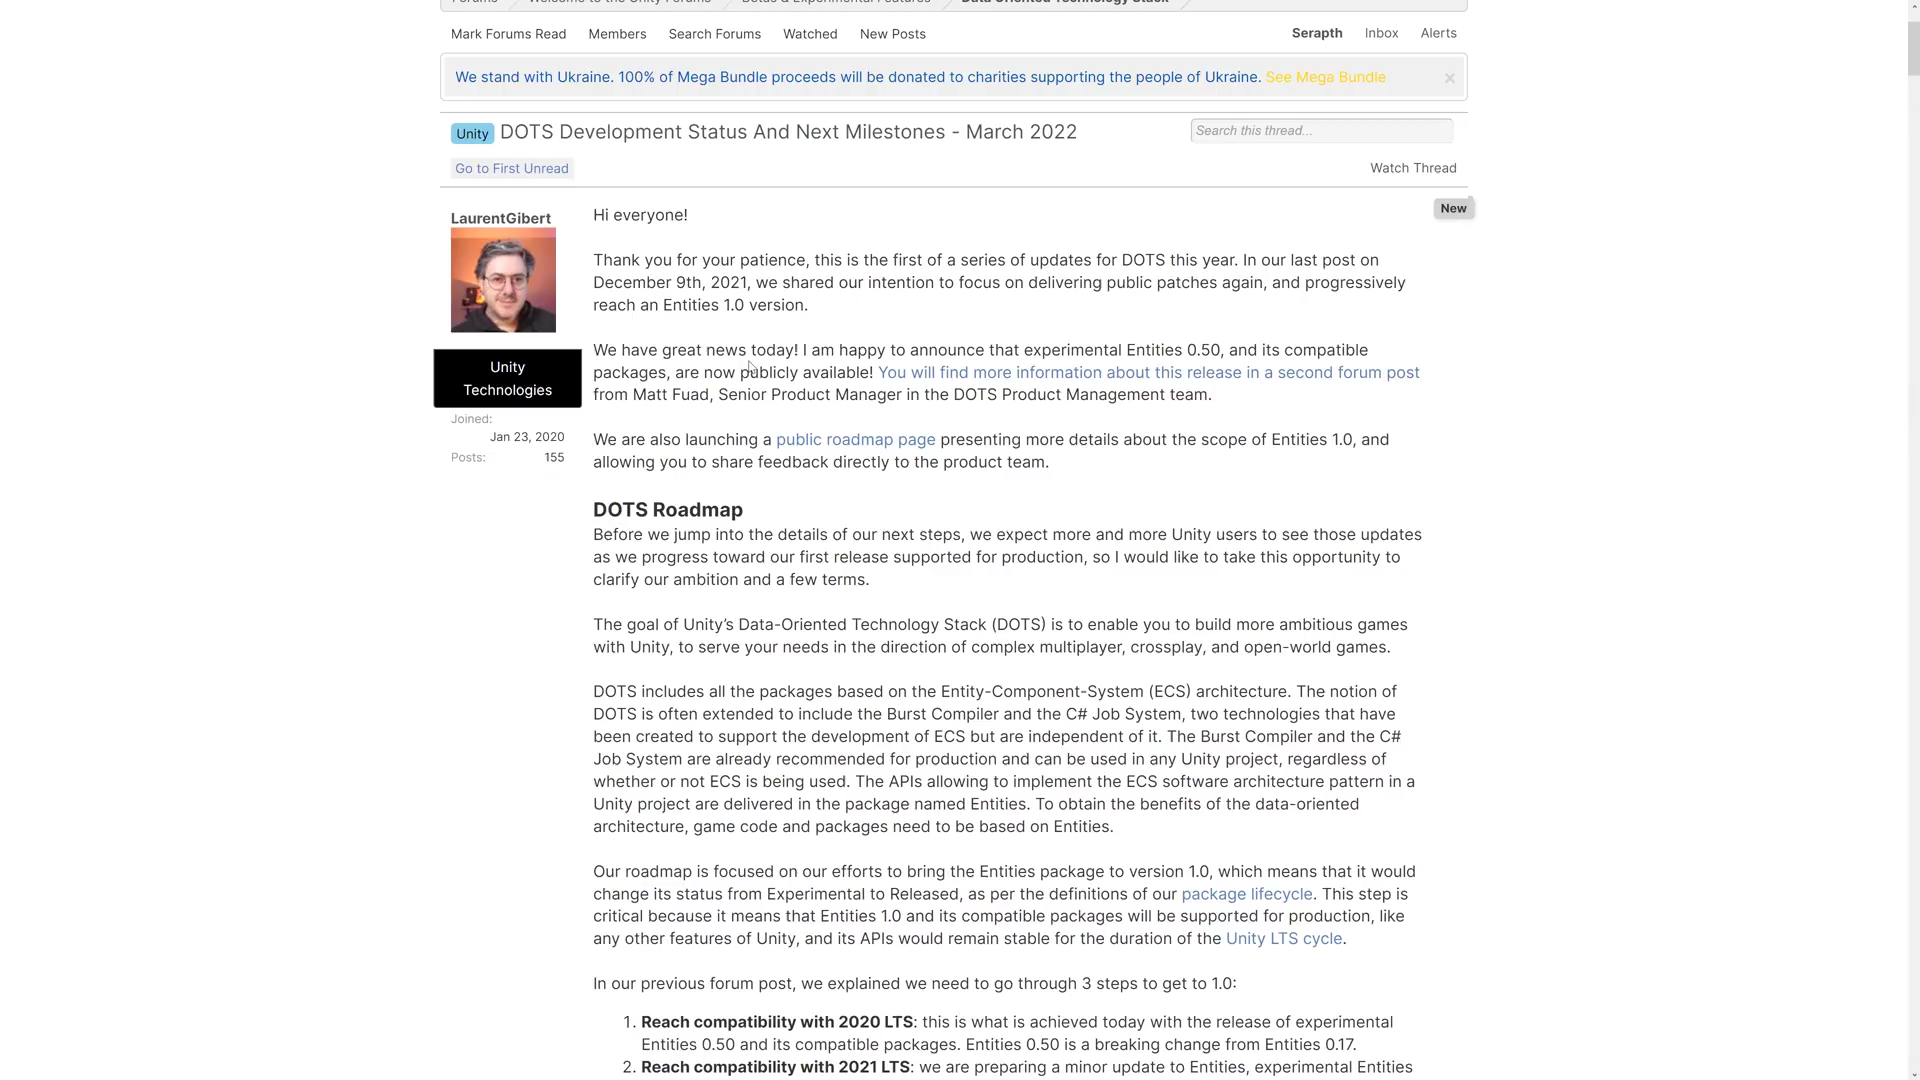 Forums Welcome to the Unity Forums Betas & Experimental Features Data Oriented Technology Stack
Mark Forums Read Members Search Forums Watched New Posts Serapth Inbox Alerts
We stand with Ukraine. 100% of Mega Bundle proceeds will be donated to charities supporting the people of Ukraine. See Mega Bundle ×
Unity DOTS Development Status And Next Milestones - March 2022 Search this thread...
Go to First Unread Watch Thread
LaurentGibert
Unity
Technologies
Joined:
Jan 23, 2020
Posts: 155
New
Hi everyone!
Thank you for your patience, this is the first of a series of updates for DOTS this year. In our last post on
December 9th, 2021, we shared our intention to focus on delivering public patches again, and progressively
reach an Entities 1.0 version.
We have great news today! I am happy to announce that experimental Entities 0.50, and its compatible
packages, are now publicly available! You will find more information about this release in a second forum post
from Matt Fuad, Senior Product Manager in the DOTS Product Management team.
We are also launching a public roadmap page presenting more details about the scope of Entities 1.0, and
allowing you to share feedback directly to the product team.
DOTS Roadmap
Before we jump into the details of our next steps, we expect more and more Unity users to see those updates
as we progress toward our first release supported for production, so I would like to take this opportunity to
clarify our ambition and a few terms.
The goal of Unity’s Data-Oriented Technology Stack (DOTS) is to enable you to build more ambitious games
with Unity, to serve your needs in the direction of complex multiplayer, crossplay, and open-world games.
DOTS includes all the packages based on the Entity-Component-System (ECS) architecture. The notion of
DOTS is often extended to include the Burst Compiler and the C# Job System, two technologies that have
been created to support the development of ECS but are independent of it. The Burst Compiler and the C#
Job System are already recommended for production and can be used in any Unity project, regardless of
whether or not ECS is being used. The APIs allowing to implement the ECS software architecture pattern in a
Unity project are delivered in the package named Entities. To obtain the benefits of the data-oriented
architecture, game code and packages need to be based on Entities.
Our roadmap is focused on our efforts to bring the Entities package to version 1.0, which means that it would
change its status from Experimental to Released, as per the definitions of our package lifecycle. This step is
critical because it means that Entities 1.0 and its compatible packages will be supported for production, like
any other features of Unity, and its APIs would remain stable for the duration of the Unity LTS cycle.
In our previous forum post, we explained we need to go through 3 steps to get to 1.0:
1. Reach compatibility with 2020 LTS: this is what is achieved today with the release of experimental
Entities 0.50 and its compatible packages. Entities 0.50 is a breaking change from Entities 0.17.
2. Reach compatibility with 2021 LTS: we are preparing a minor update to Entities, experimental Entities